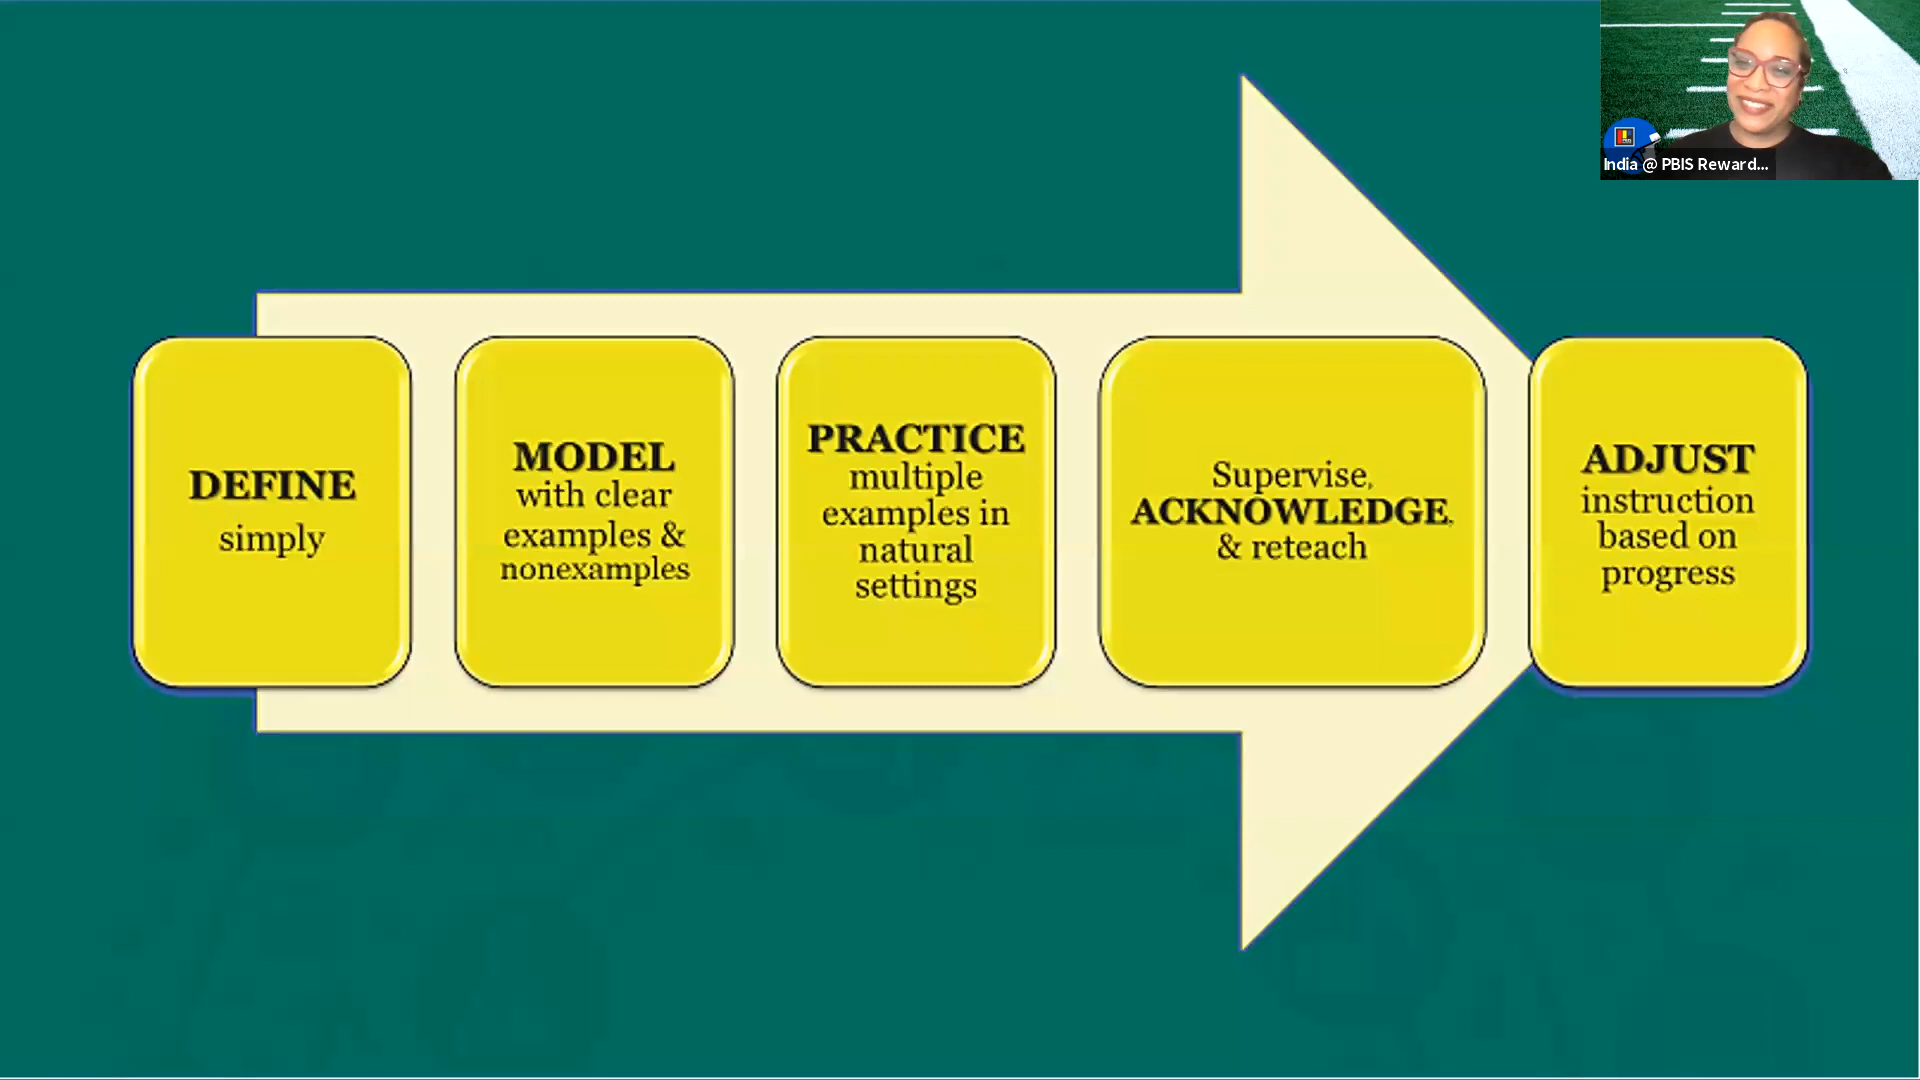 DEFINE
simply
MODEL
with clear
examples &
nonexamples
PRACTICE
multiple
examples in
natural
settings
Supervise,
ACKNOWLEDGE,
& reteach
ADJUST
instruction
based on
progress
India @ PBIS Reward...